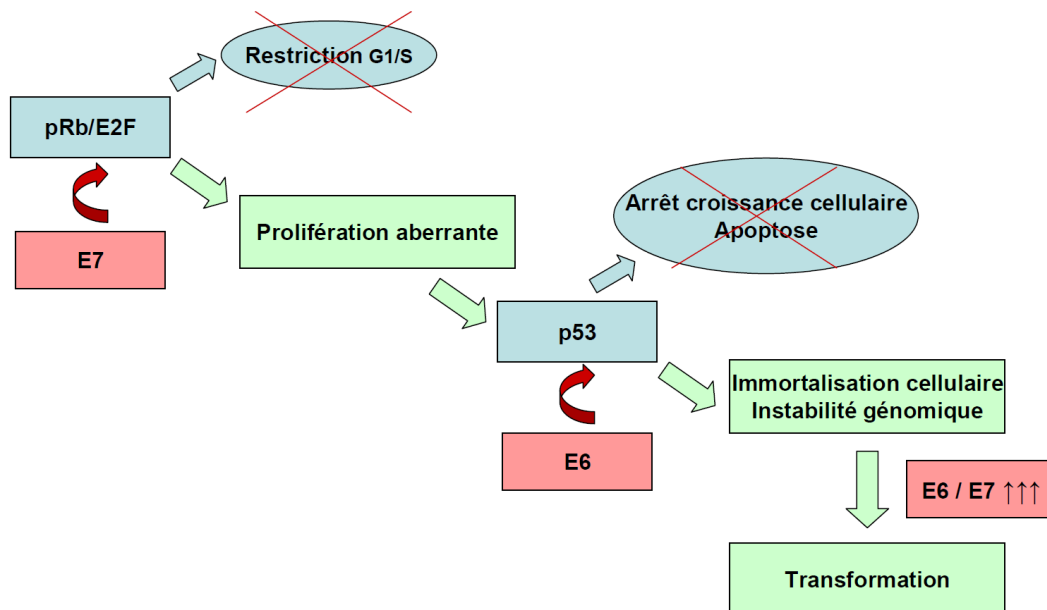 Restriction G1/S
pRb/E2F
E7
Prolifération aberrante
Arrêt croissance cellulaire
Apoptose
p53
E6
Immortalisation cellulaire
Instabilité génomique
E6 / E7 ↑↑↑
Transformation